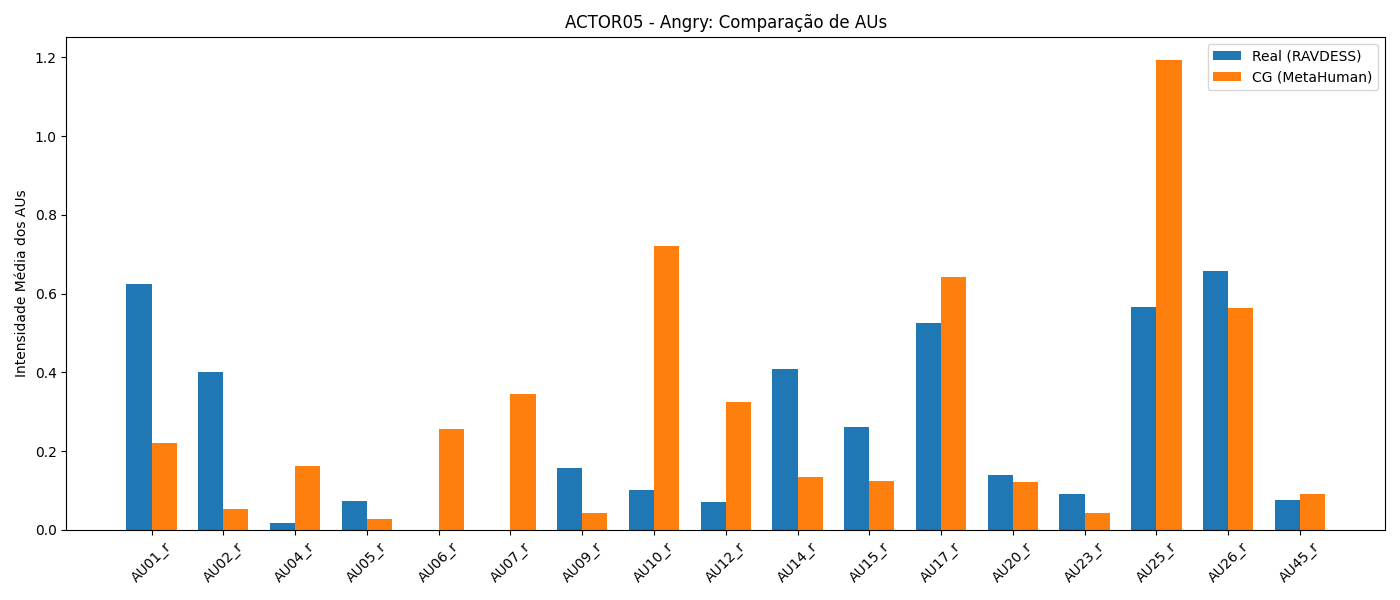 ACTOR05 - Angry: Comparação de AUs
Real (RAVDESS)
CG (MetaHuman)
Intensidade Média dos AUs
1.2
1.0
0.8
0.6
0.4
0.2
0.0
AU01_r
AU02_r
AU04_r
AU05_r
AU06_r
AU07_r
AU09_r
AU10_r
AU12_r
AU14_r
AU15_r
AU17_r
AU20_r
AU23_r
AU25_r
AU26_r
AU45_r